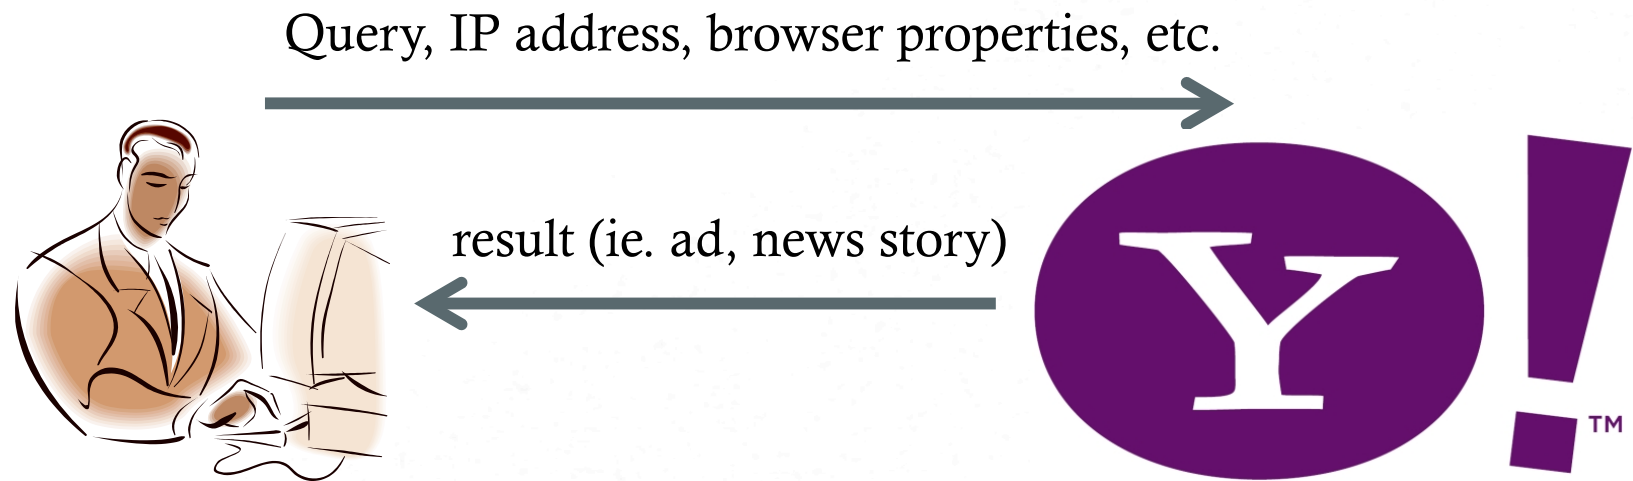 Query, IP address, browser properties, etc.
result (ie. ad, news story)
Y!
TM